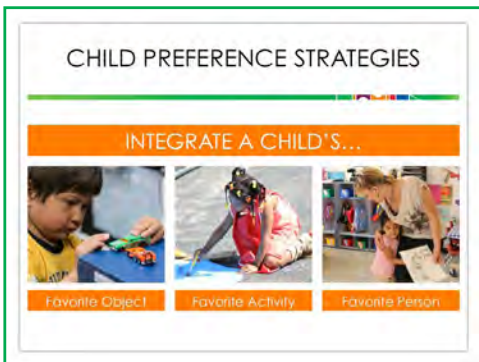 CHILD PREFERENCE STRATEGIES
INTEGRATE A CHILD'S...
Favorite Object
Favorite Activity
Favorite Person